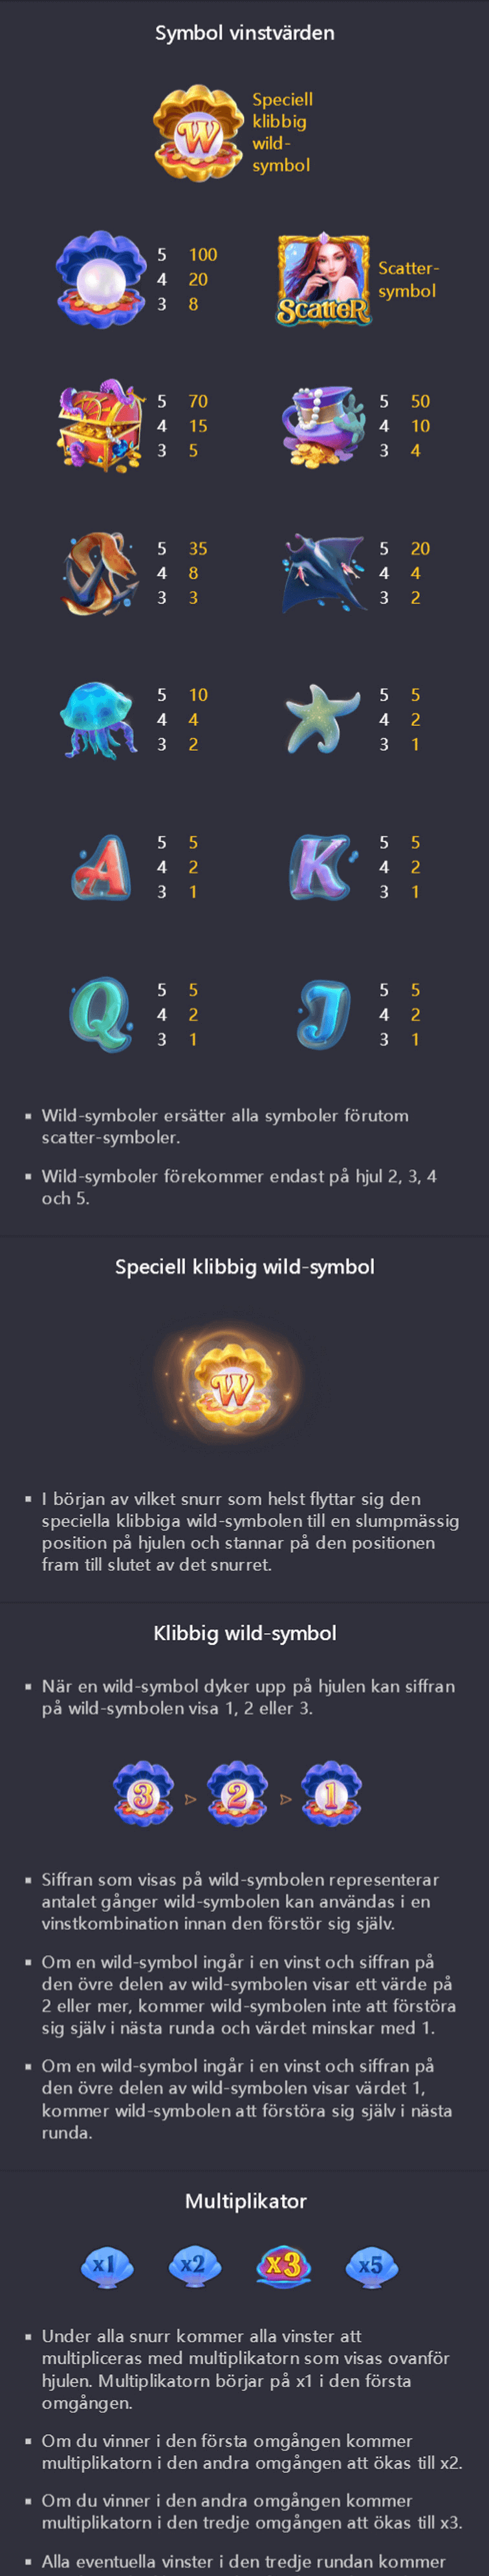 Symbol vinstvärden
W
Speciell
klibbig
wild-
symbol
5 100
4 20
3 8
Scatter
Scatter-
symbol
5 70
4 15
3 5
5 50
4 10
3 4
5 35
4 8
3 3
5 20
4 4
3 2
5 10
4 4
3 2
5 5
4 2
3 1
A
5 5
4 2
3 1
K
5 5
4 2
3 1
Q
5 5
4 2
3 1
J
5 5
4 2
3 1
▪ Wild-symboler ersätter alla symboler förutom
scatter-symboler.
▪ Wild-symboler förekommer endast på hjul 2, 3, 4
och 5.
Speciell klibbig wild-symbol
W
▪ I början av vilket snurr som helst flyttar sig den
speciella klibbiga wild-symbolen till en slumpmässig
position på hjulen och stannar på den positionen
fram till slutet av det snurret.
Klibbig wild-symbol
▪ När en wild-symbol dyker upp på hjulen kan siffran
på wild-symbolen visa 1, 2 eller 3.
3 2 1
▪ Siffran som visas på wild-symbolen representerar
antalet gånger wild-symbolen kan användas i en
vinstkombination innan den förstör sig själv.
▪ Om en wild-symbol ingår i en vinst och siffran på
den övre delen av wild-symbolen visar ett värde på
2 eller mer, kommer wild-symbolen inte att förstöra
sig själv i nästa runda och värdet minskar med 1.
▪ Om en wild-symbol ingår i en vinst och siffran på
den övre delen av wild-symbolen visar värdet 1,
kommer wild-symbolen att förstöra sig själv i nästa
runda.
Multiplikator
x1 x2 x3 x5
▪ Under alla snurr kommer alla vinster att
multipliceras med multiplikatorn som visas ovanför
hjulen. Multiplikatorn börjar på x1 i den första
omgången.
▪ Om du vinner i den första omgången kommer
multiplikatorn i den andra omgången att ökas till x2.
▪ Om du vinner i den andra omgången kommer
multiplikatorn i den tredje omgången att ökas till x3.
▪ Alla eventuella vinster i den tredje rundan kommer